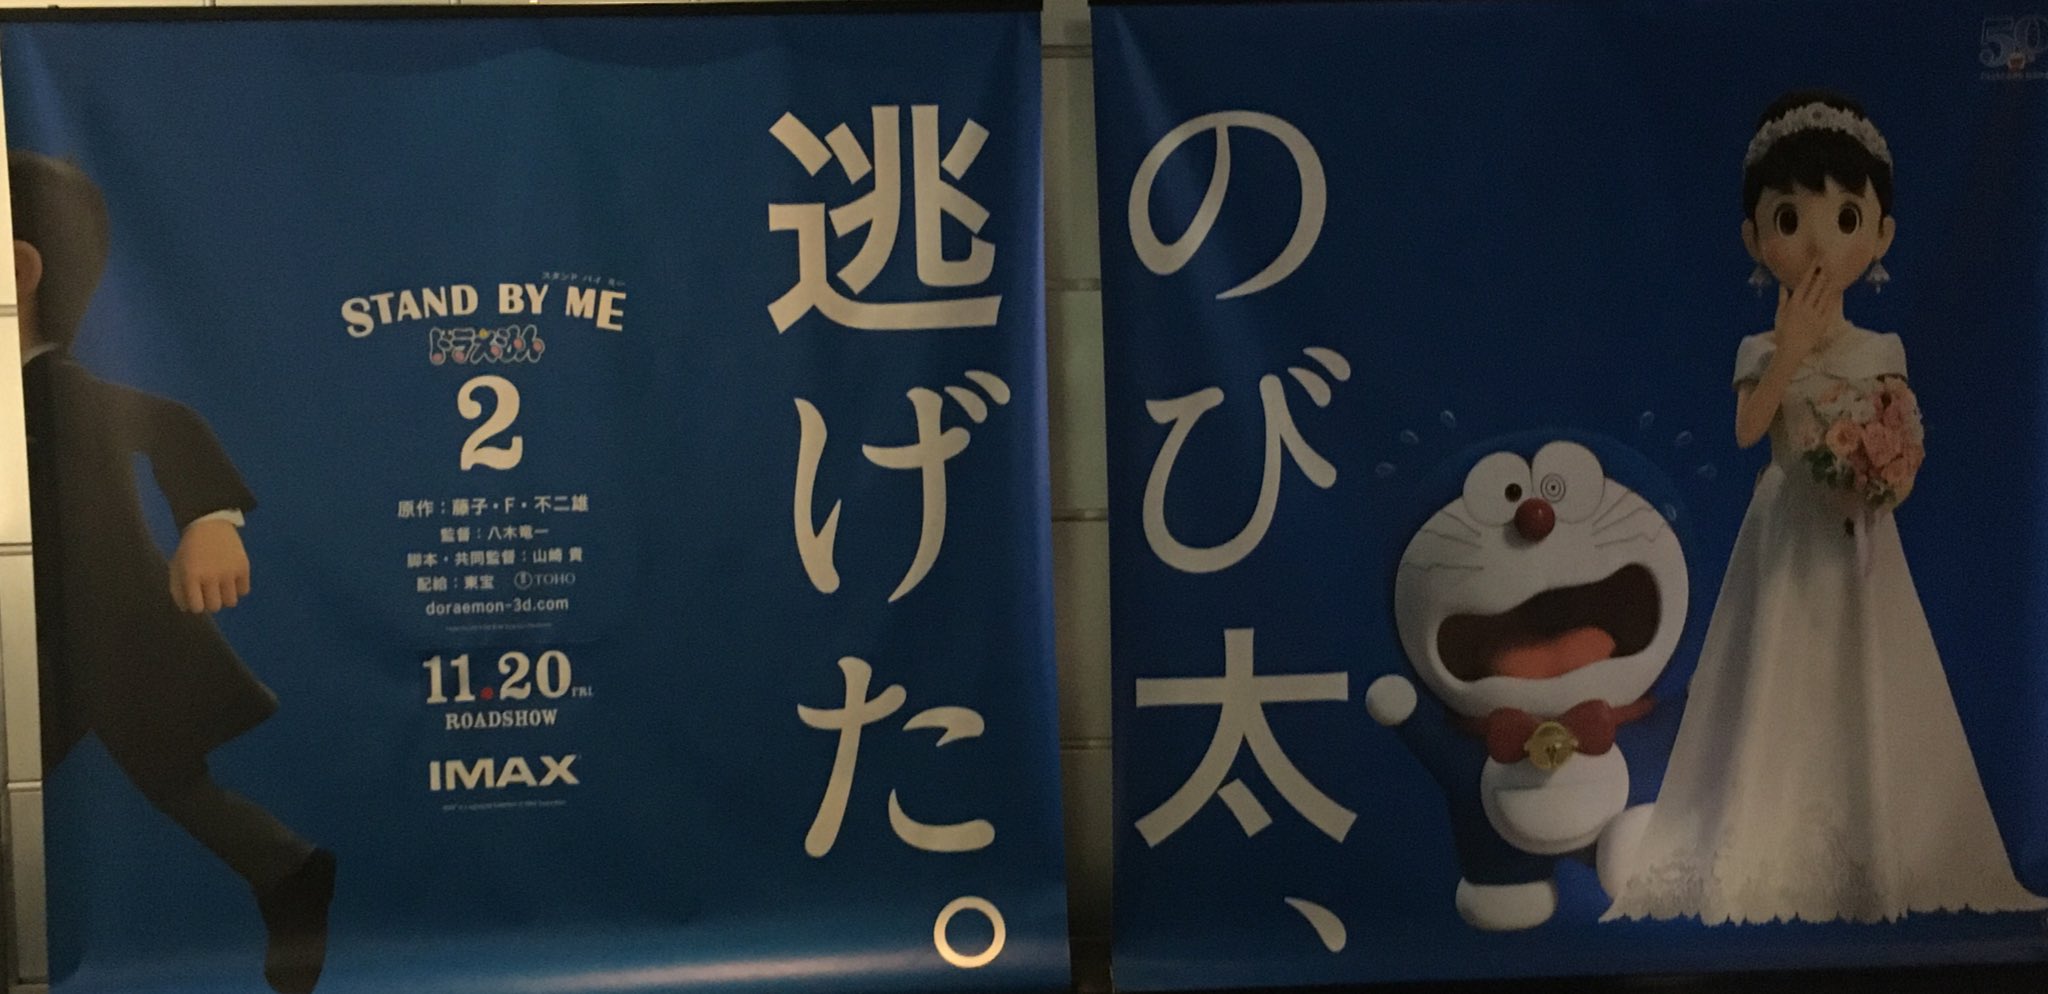 のび太、
逃げた。
スタンド バイ ミー
STAND BY ME
ドラえもん
2
原作：藤子・F・不二雄
監督：八木竜一
脚本・共同監督：山崎 貴
配給：東宝 TOHO
doraemon-3d.com
11.20 FRI.
ROADSHOW
IMAX
50